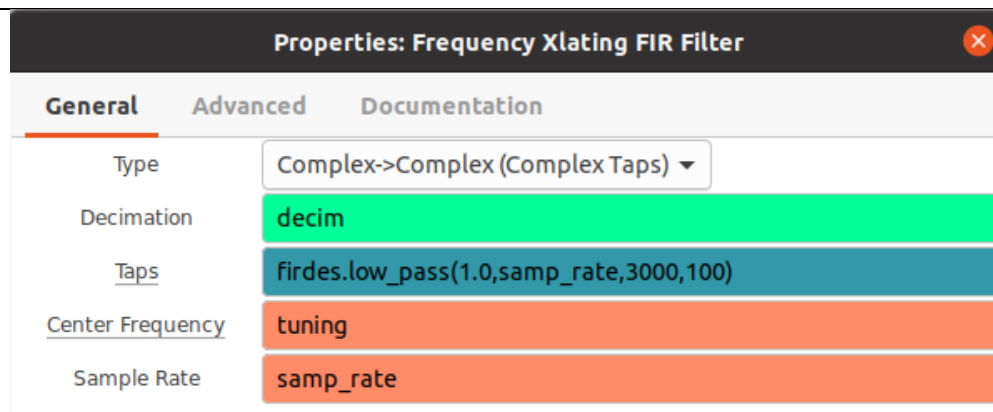 Properties: Frequency Xlating FIR Filter
General Advanced Documentation
Type Complex->Complex (Complex Taps)
Decimation decim
Taps firdes.low_pass(1.0,samp_rate,3000,100)
Center Frequency tuning
Sample Rate samp_rate